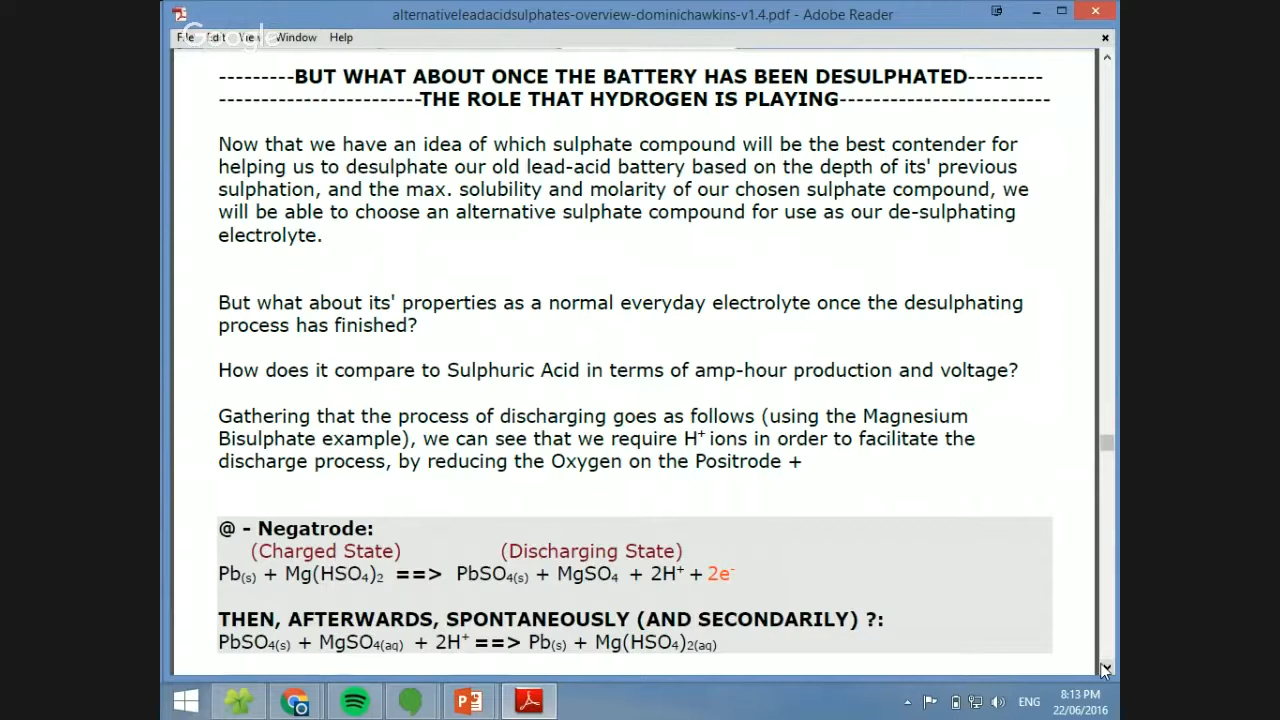 alternativeleadacidsulphates-overview-dominichawkins-v1.4.pdf - Adobe Reader
Google
File Edit View Window Help
---------BUT WHAT ABOUT ONCE THE BATTERY HAS BEEN DESULPHATED---------
------------------------THE ROLE THAT HYDROGEN IS PLAYING-------------------------
Now that we have an idea of which sulphate compound will be the best contender for
helping us to desulphate our old lead-acid battery based on the depth of its' previous
sulphation, and the max. solubility and molarity of our chosen sulphate compound, we
will be able to choose an alternative sulphate compound for use as our de-sulphating
electrolyte.
But what about its' properties as a normal everyday electrolyte once the desulphating
process has finished?
How does it compare to Sulphuric Acid in terms of amp-hour production and voltage?
Gathering that the process of discharging goes as follows (using the Magnesium
Bisulphate example), we can see that we require H⁺ ions in order to facilitate the
discharge process, by reducing the Oxygen on the Positrode +
@ - Negatrode:
(Charged State) (Discharging State)
Pb₍s₎ + Mg(HSO₄)₂ ==> PbSO₄₍s₎ + MgSO₄ + 2H⁺ + 2e⁻
THEN, AFTERWARDS, SPONTANEOUSLY (AND SECONDARILY) ?:
PbSO₄₍s₎ + MgSO₄₍aq₎ + 2H⁺ ==> Pb₍s₎ + Mg(HSO₄)₂₍aq₎
ENG
8:13 PM
22/06/2016